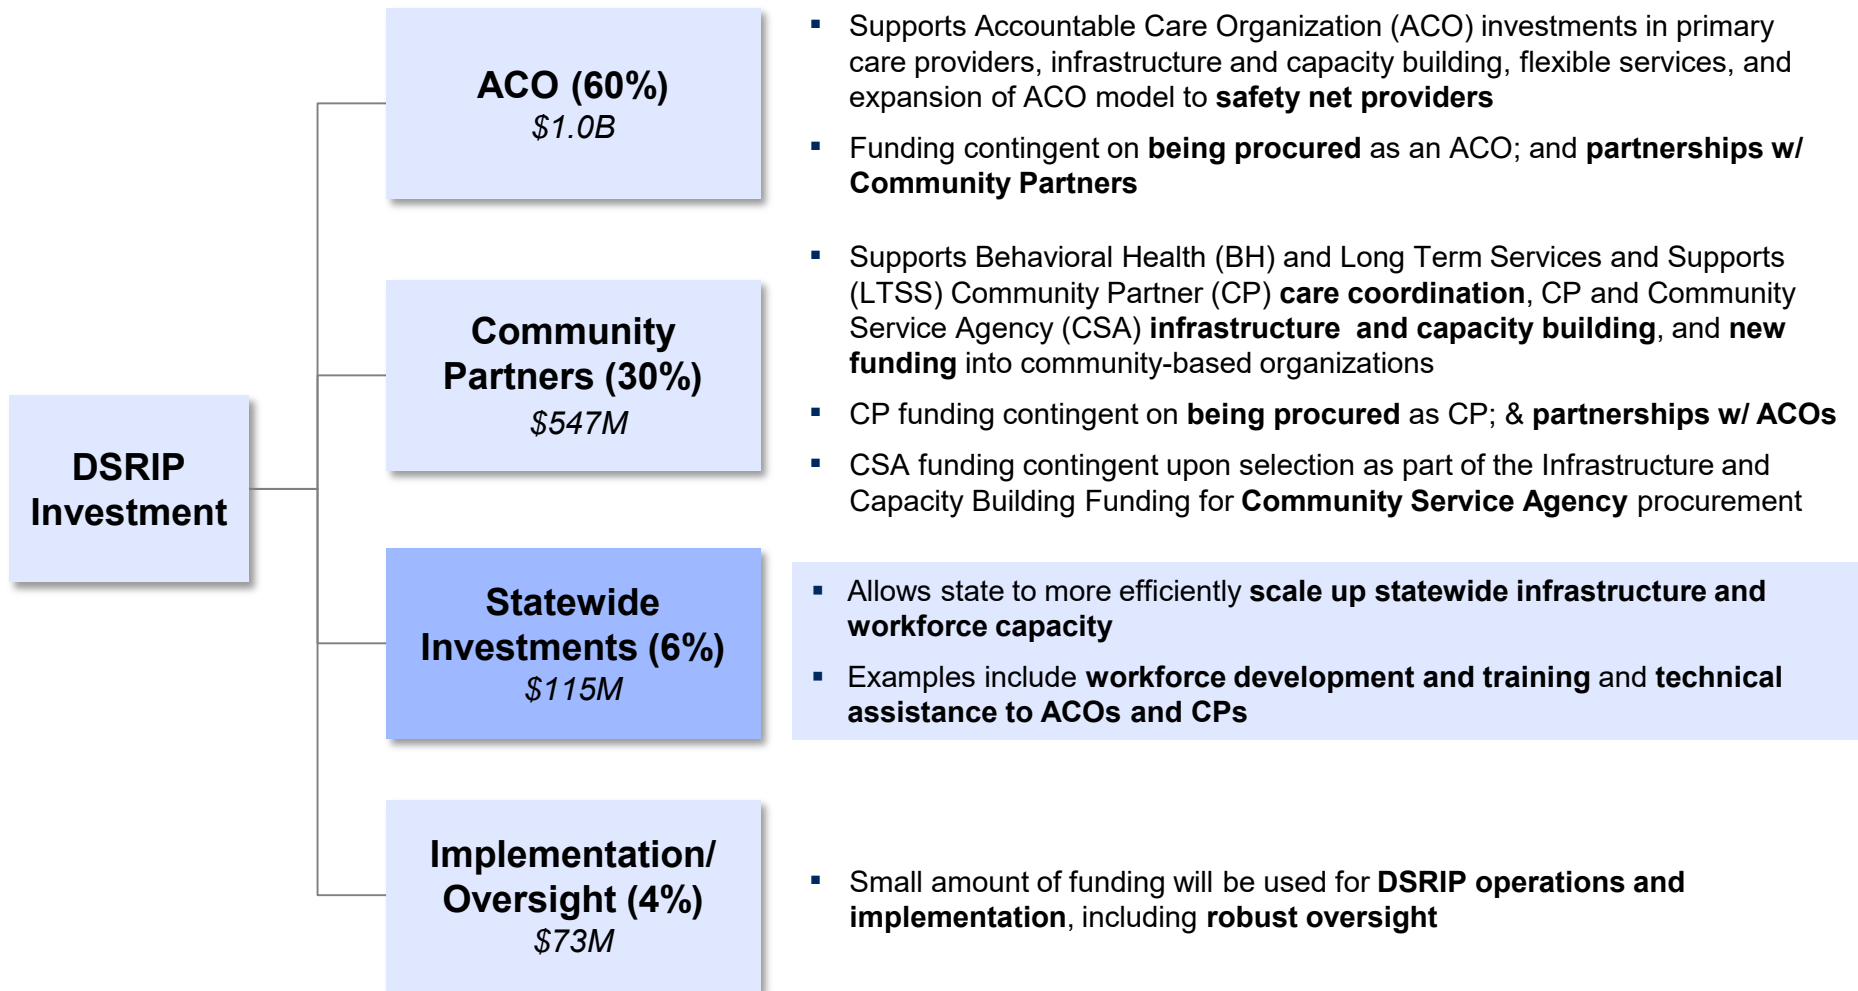 DSRIP
Investment
ACO (60%)
$1.0B
▪ Supports Accountable Care Organization (ACO) investments in primary
care providers, infrastructure and capacity building, flexible services, and
expansion of ACO model to safety net providers
▪ Funding contingent on being procured as an ACO; and partnerships w/
Community Partners
Community
Partners (30%)
$547M
▪ Supports Behavioral Health (BH) and Long Term Services and Supports
(LTSS) Community Partner (CP) care coordination, CP and Community
Service Agency (CSA) infrastructure and capacity building, and new
funding into community-based organizations
▪ CP funding contingent on being procured as CP; & partnerships w/ ACOs
▪ CSA funding contingent upon selection as part of the Infrastructure and
Capacity Building Funding for Community Service Agency procurement
Statewide
Investments (6%)
$115M
▪ Allows state to more efficiently scale up statewide infrastructure and
workforce capacity
▪ Examples include workforce development and training and technical
assistance to ACOs and CPs
Implementation/
Oversight (4%)
$73M
▪ Small amount of funding will be used for DSRIP operations and
implementation, including robust oversight